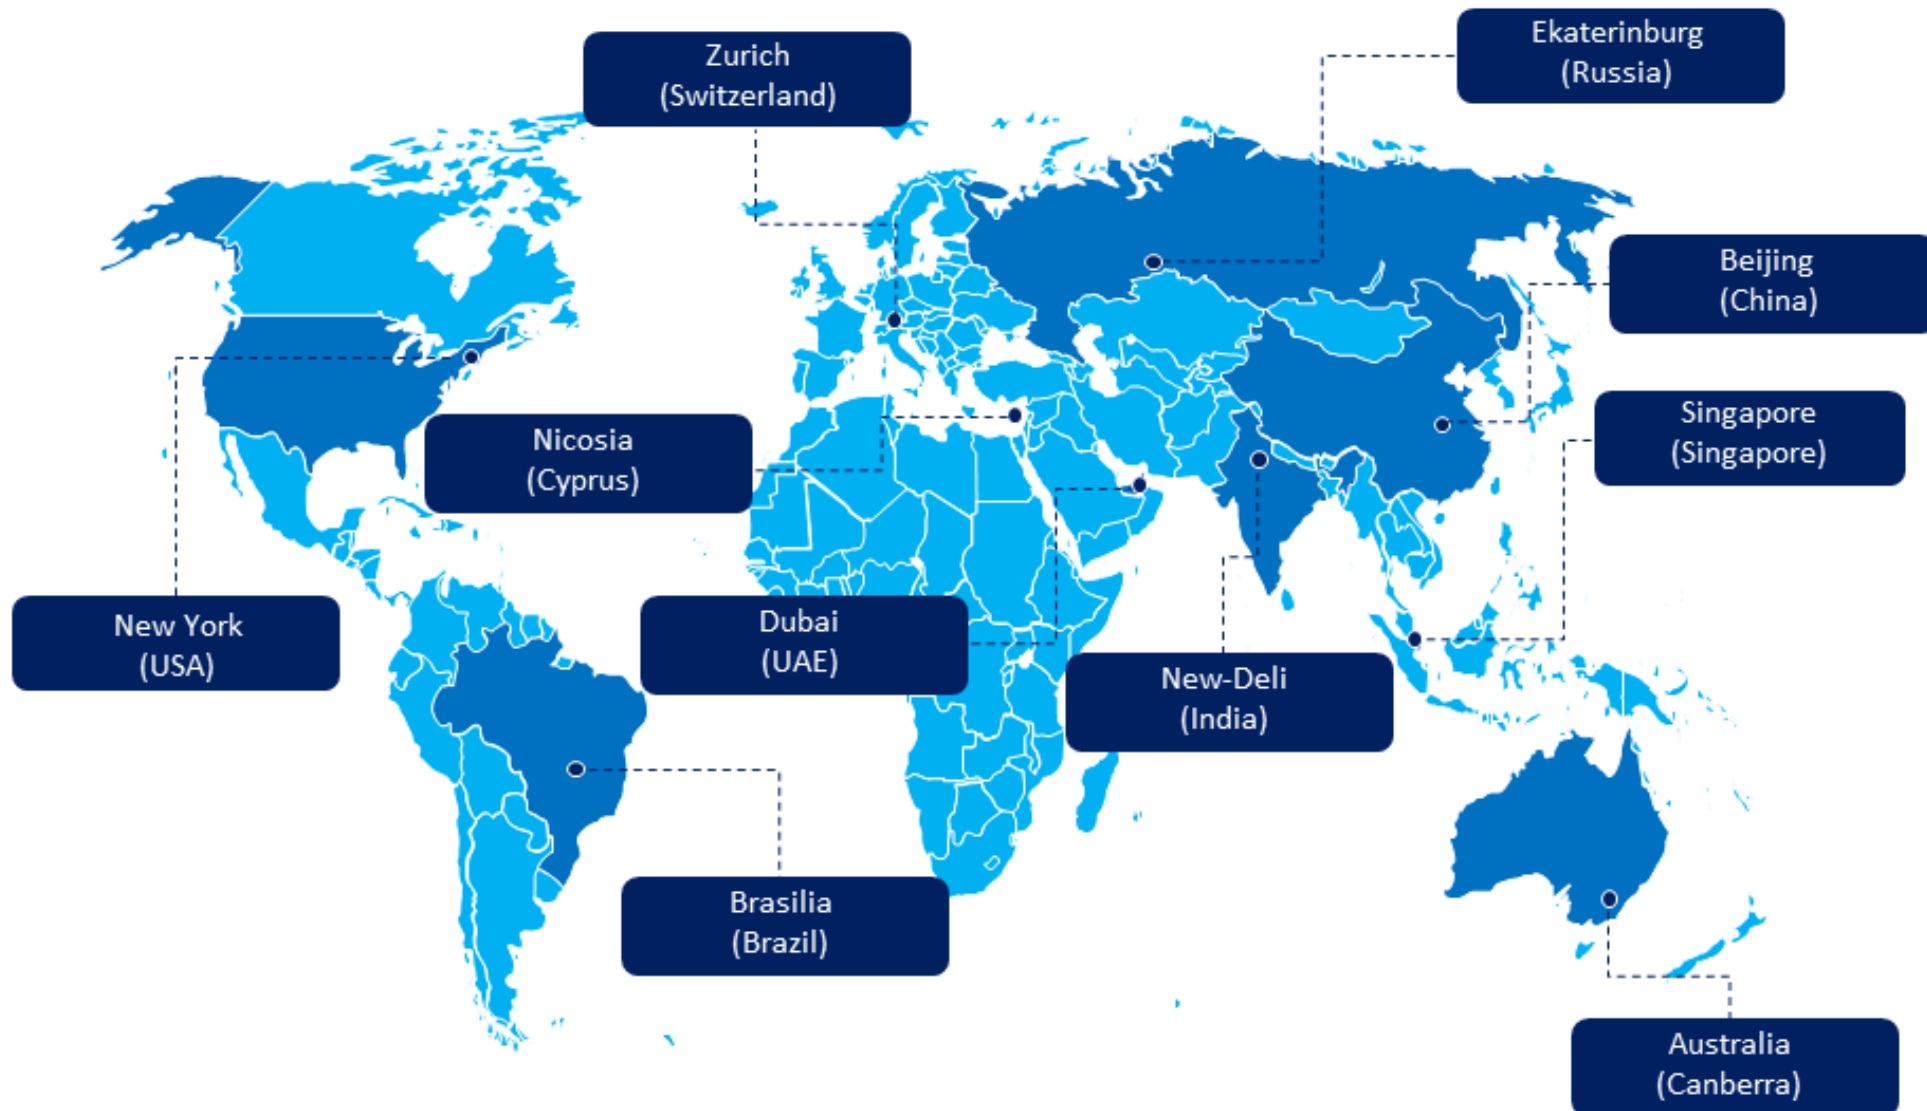 Zurich
(Switzerland)
Ekaterinburg
(Russia)
Beijing
(China)
Singapore
(Singapore)
Nicosia
(Cyprus)
New York
(USA)
Dubai
(UAE)
New-Deli
(India)
Brasilia
(Brazil)
Australia
(Canberra)